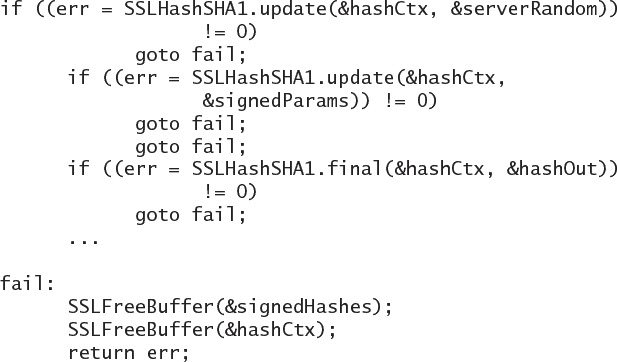 if ((err = SSLHashSHA1.update(&hashCtx, &serverRandom))
!= 0)
goto fail;
if ((err = SSLHashSHA1.update(&hashCtx,
&signedParams)) != 0)
goto fail;
goto fail;
if ((err = SSLHashSHA1.final(&hashCtx, &hashOut))
!= 0)
goto fail;
...
fail:
SSLFreeBuffer(&signedHashes);
SSLFreeBuffer(&hashCtx);
return err;